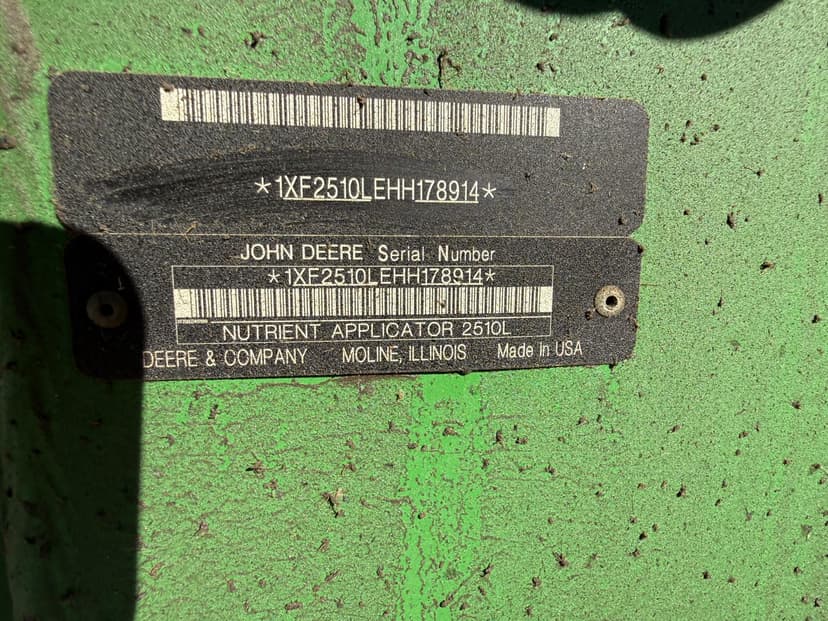 *1XF2510LEHH178914*
JOHN DEERE Serial Number
*1XF2510LEHH178914*
NUTRIENT APPLICATOR 2510L
DEERE & COMPANY MOLINE, ILLINOIS Made in USA